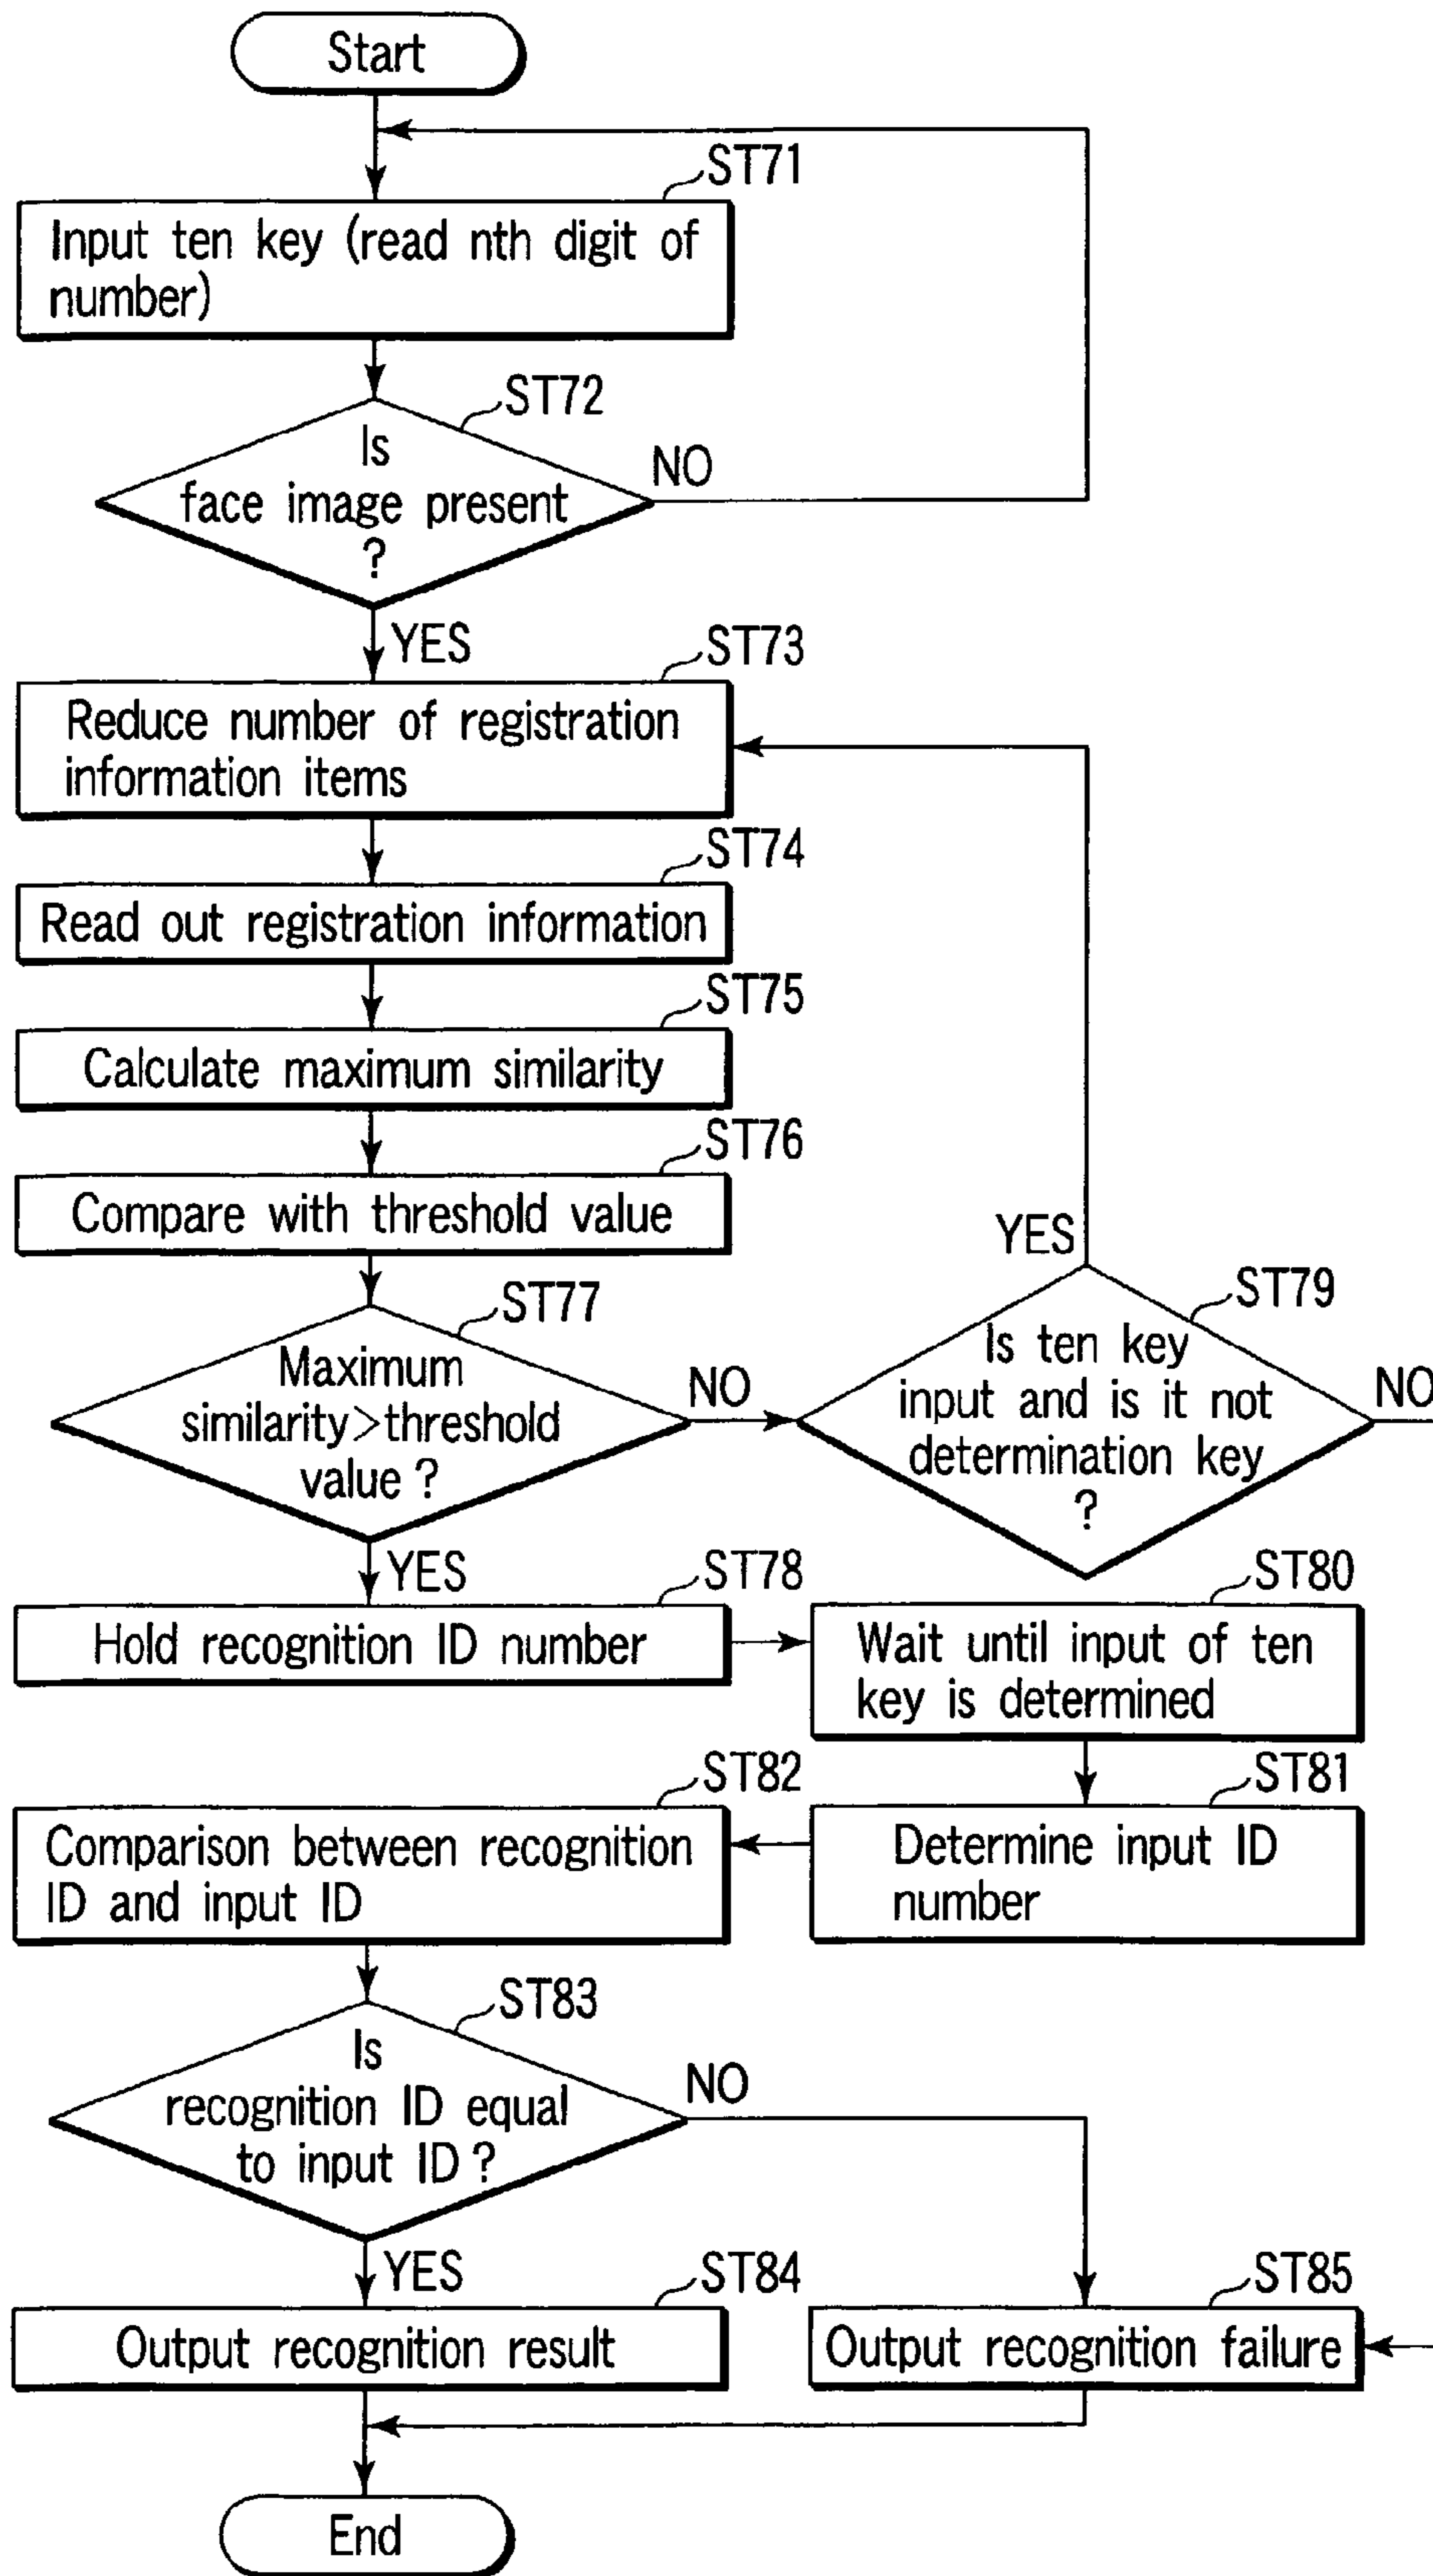 Start
ST71
Input ten key (read nth digit of
number)
ST72
Is
face image present
?
NO
YES
ST73
Reduce number of registration
information items
ST74
Read out registration information
ST75
Calculate maximum similarity
ST76
Compare with threshold value
ST77
Maximum
similarity>threshold
value?
NO
YES
ST79
Is ten key
input and is it not
determination key
?
YES
NO
ST78
Hold recognition ID number
ST80
Wait until input of ten
key is determined
ST81
Determine input ID
number
ST82
Comparison between recognition
ID and input ID
ST83
Is
recognition ID equal
to input ID?
NO
YES
ST84
Output recognition result
ST85
Output recognition failure
End